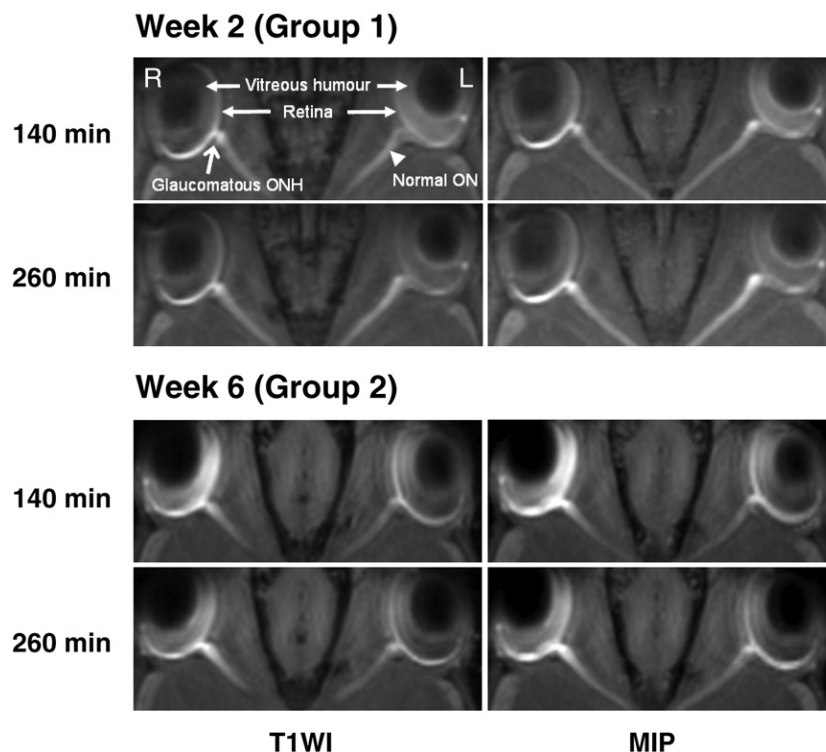 Week 2 (Group 1)
R
L
Vitreous humour
Retina
Glaucomatous ONH
Normal ON
140 min
260 min
Week 6 (Group 2)
140 min
260 min
T1WI
MIP